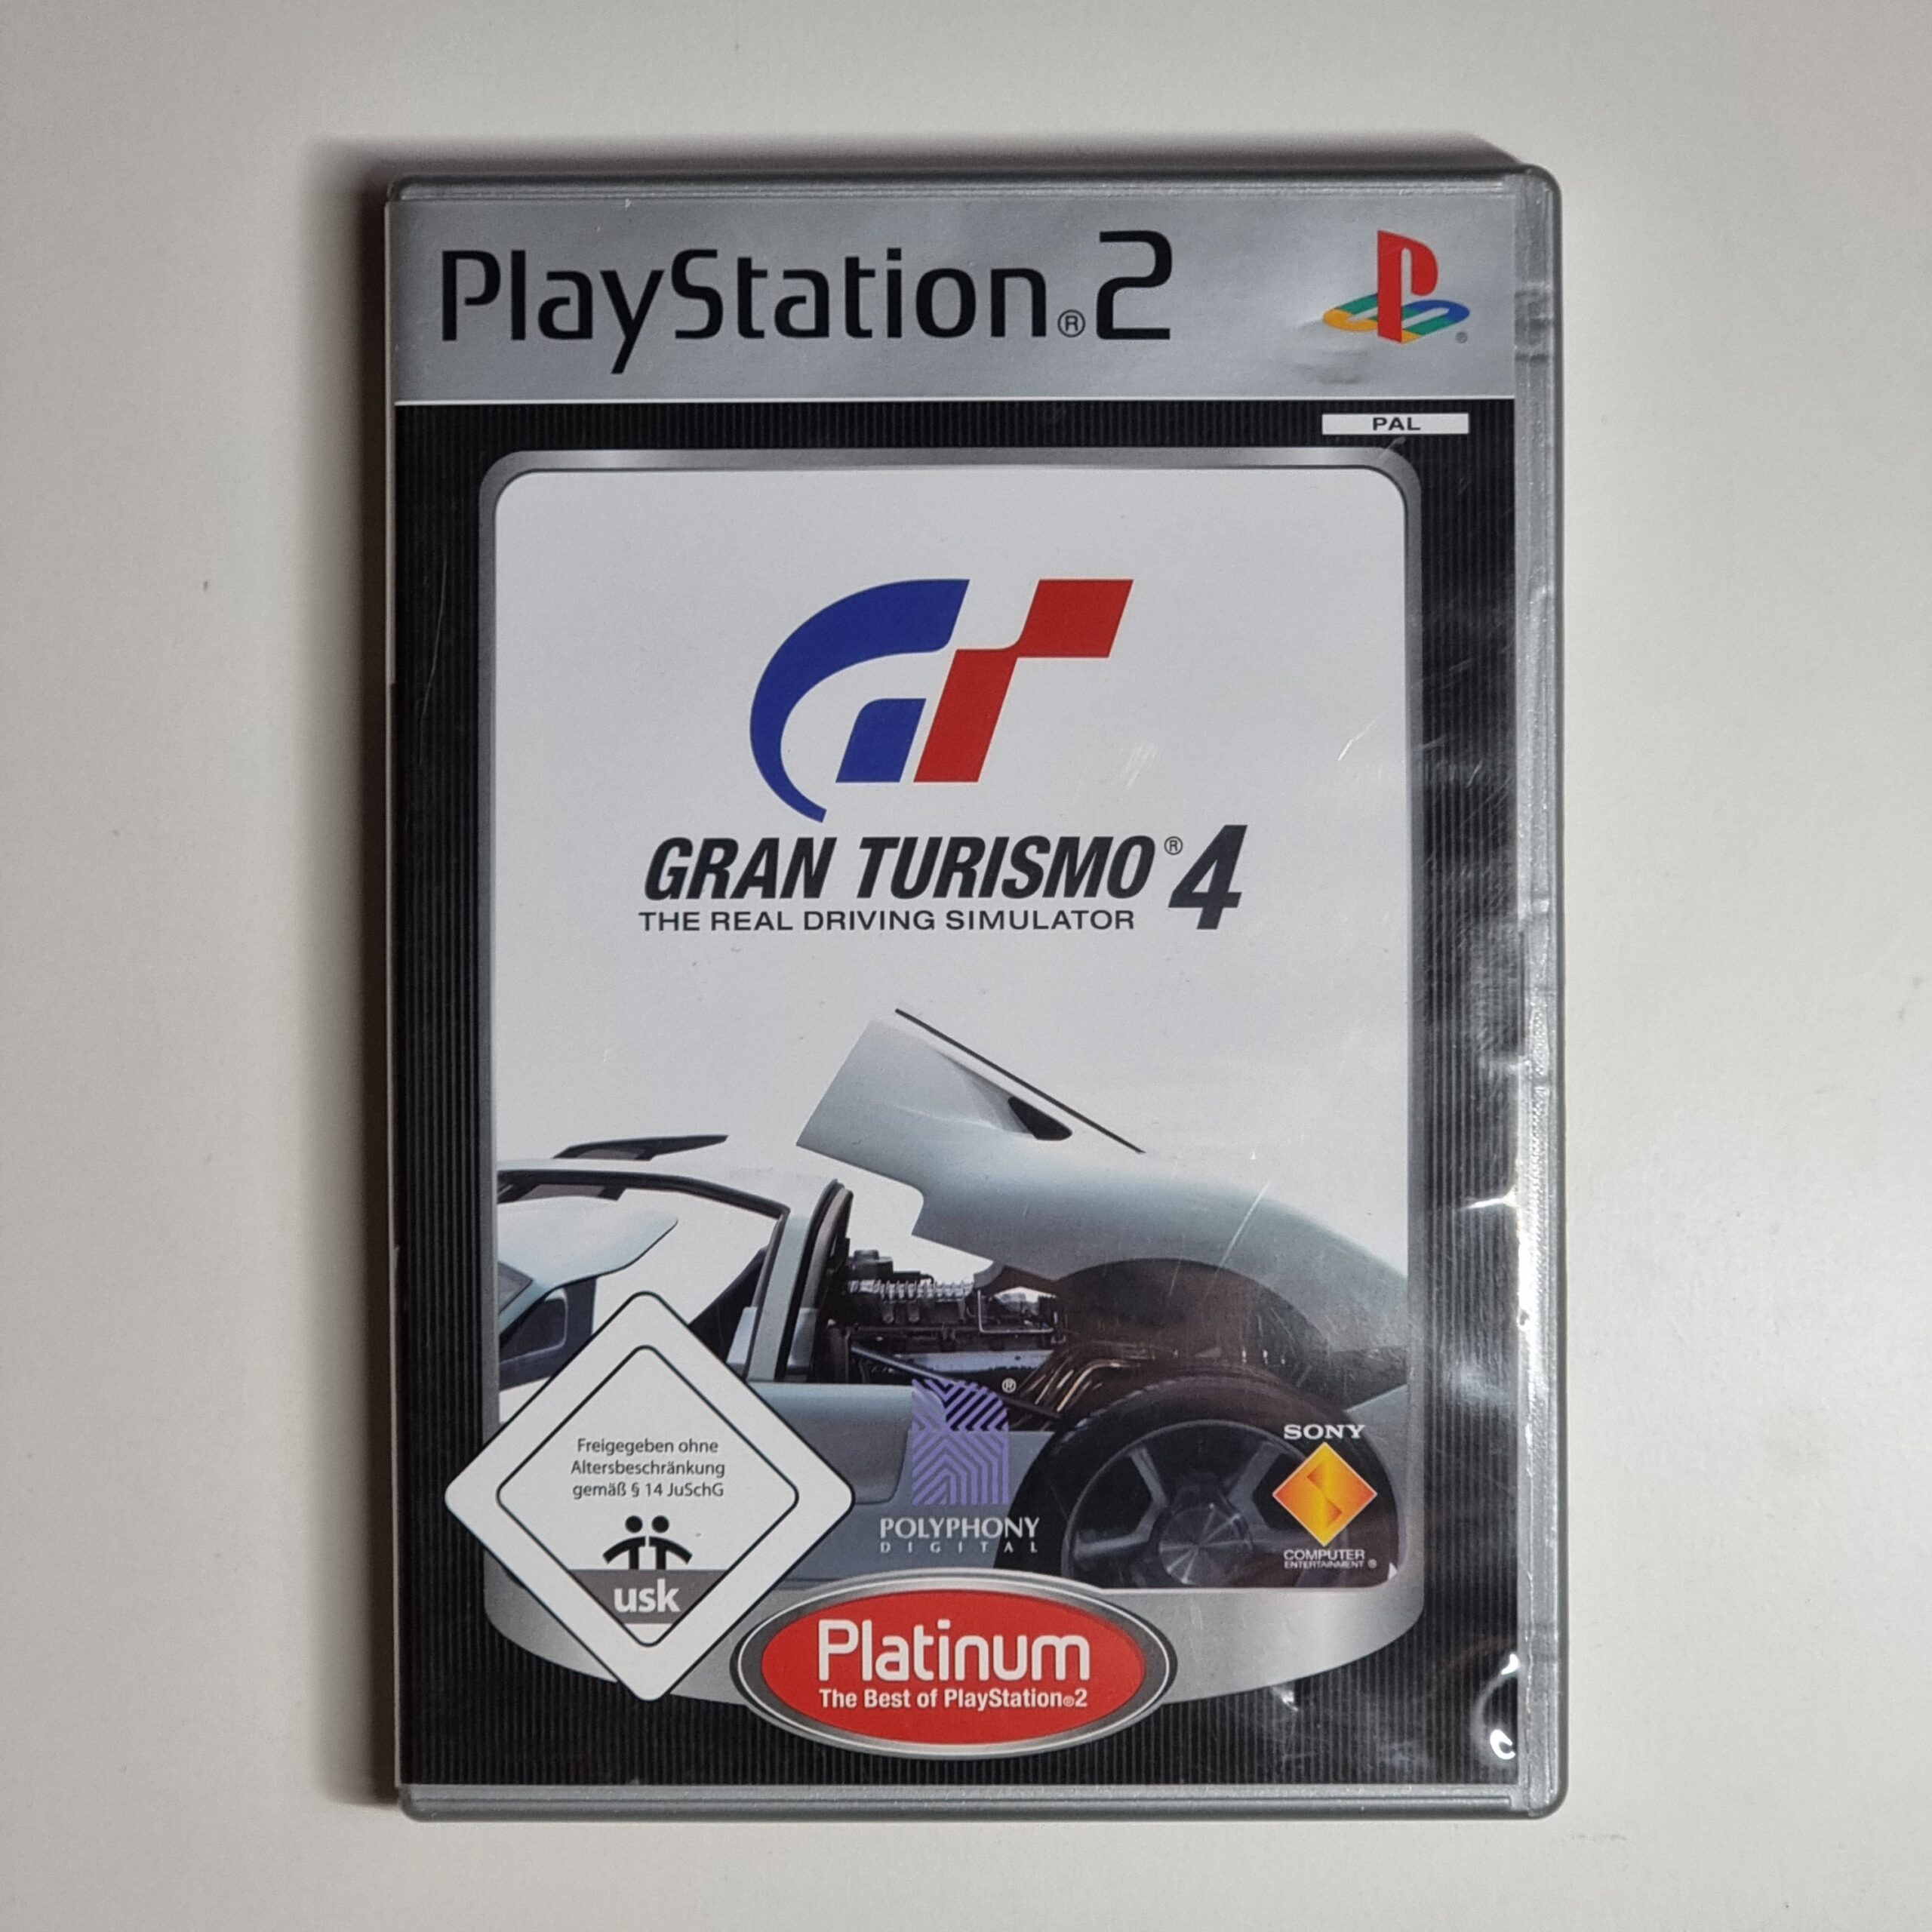 PlayStation®2
PAL
GRAN TURISMO®4
THE REAL DRIVING SIMULATOR
Freigegeben ohne
Altersbeschränkung
gemäß § 14 JuSchG
usk
®
POLYPHONY
DIGITAL
SONY
COMPUTER
ENTERTAINMENT ®
Platinum
The Best of PlayStation®2